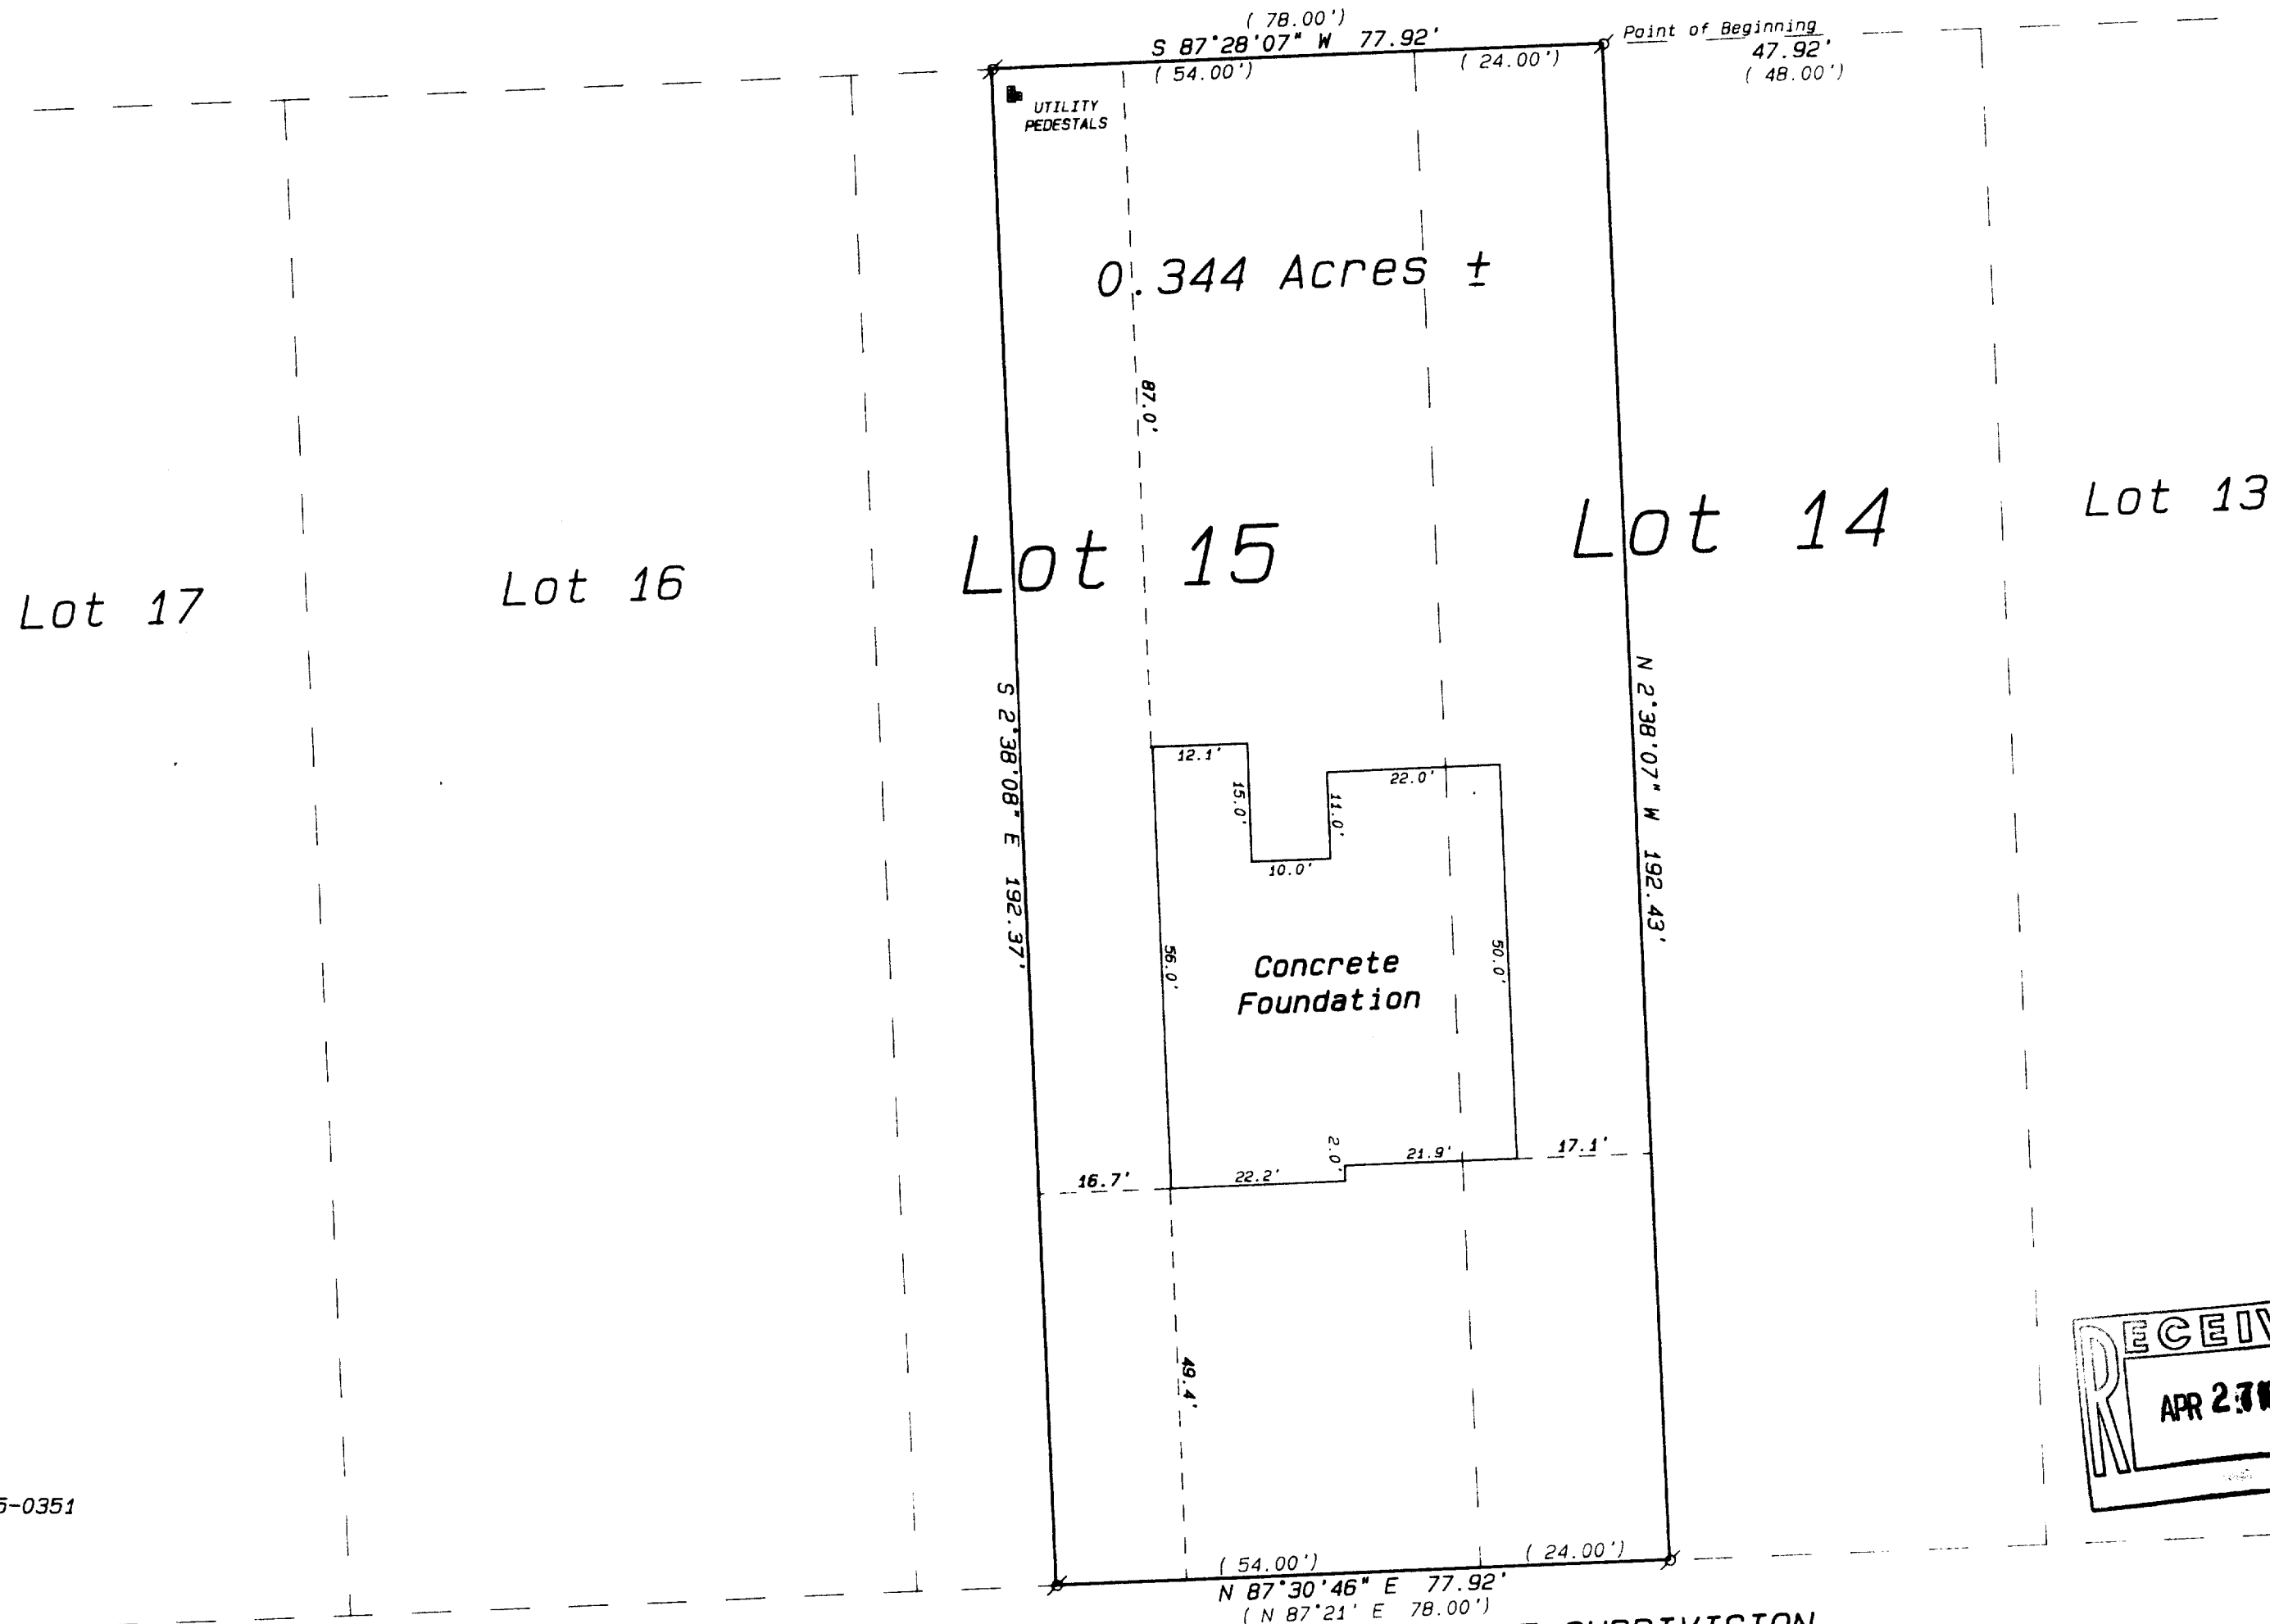 ( 78.00')
S 87°28'07" W 77.92'
( 54.00')
( 24.00')
Point of Beginning
47.92'
( 48.00')
UTILITY
PEDESTALS
0.344 Acres ±
87.0'
Lot 17
Lot 16
Lot 15
Lot 14
Lot 13
S 2°38'08" E 192.37'
N 2°38'07" W 192.43'
12.1'
15.0'
10.0'
11.0'
22.0'
56.0'
50.0'
Concrete
Foundation
16.7'
22.2'
2.0'
21.9'
17.1'
49.4'
RECEIV
APR 27
5-0351
( 54.00')
( 24.00')
N 87°30'46" E 77.92'
( N 87°21' E 78.00')
SUBDIVISION